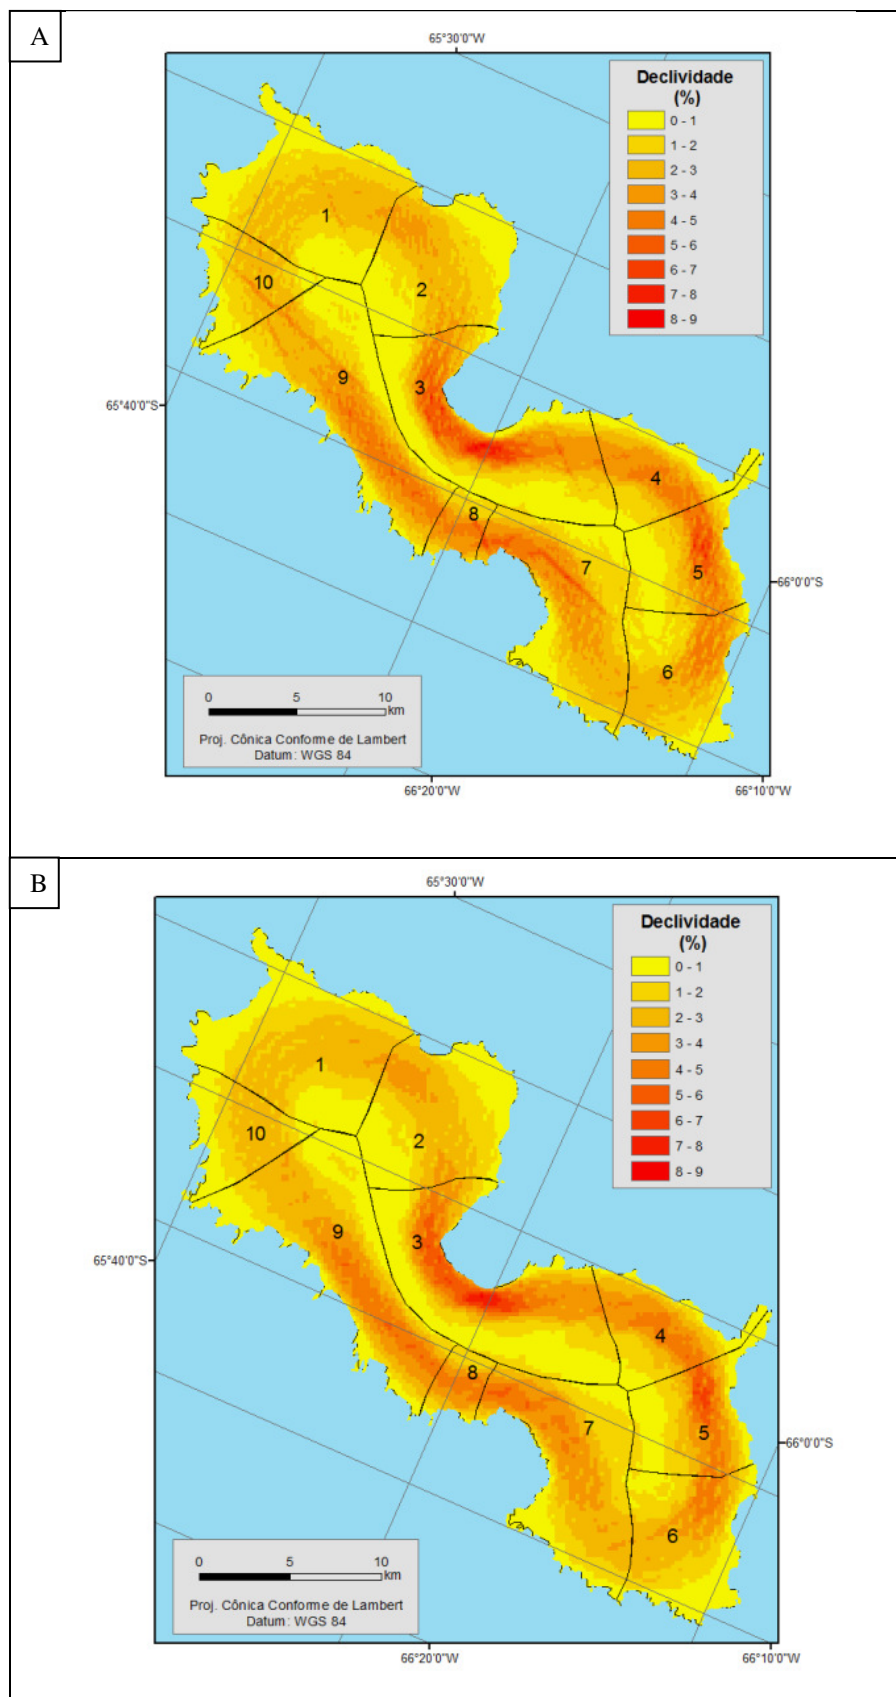 A
65°30'0"W
Declividade
(%)
0 - 1
1 - 2
2 - 3
3 - 4
4 - 5
5 - 6
6 - 7
7 - 8
8 - 9
1
10
2
9
3
4
8
7
5
6
65°40'0"S
66°0'0"S
0 5 10
km
Proj. Cônica Conforme de Lambert
Datum: WGS 84
66°20'0"W
66°10'0"W
B
65°30'0"W
Declividade
(%)
0 - 1
1 - 2
2 - 3
3 - 4
4 - 5
5 - 6
6 - 7
7 - 8
8 - 9
1
10
2
9
3
4
8
7
5
6
65°40'0"S
66°0'0"S
0 5 10
km
Proj. Cônica Conforme de Lambert
Datum: WGS 84
66°20'0"W
66°10'0"W